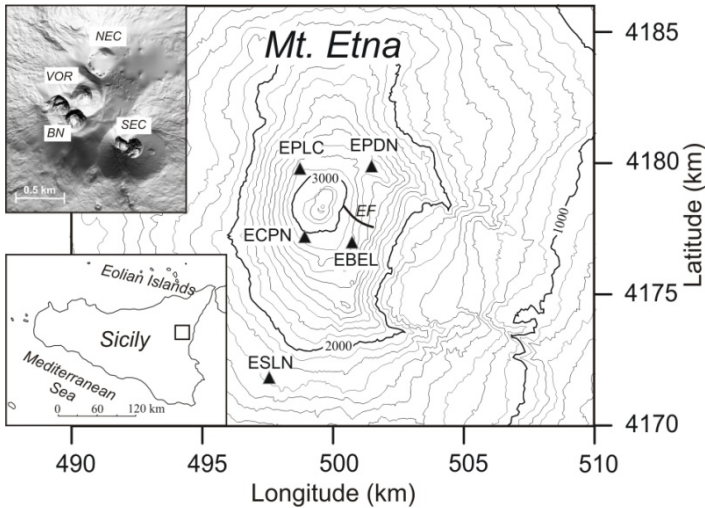 Mt. Etna
NEC
VOR
BN
SEC
0.5 km
EPLC
EPDN
3000
EF
ECPN
EBEL
2000
ESLN
1000
Eolian Islands
Sicily
Mediterranean
Sea
0 60 120 km
4185
4180
4175
4170
Latitude (km)
490 495 500 505 510
Longitude (km)